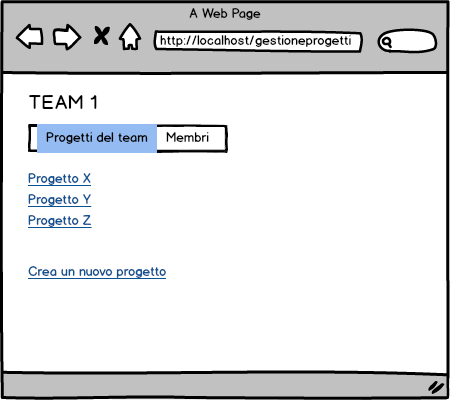 A Web Page
http://localhost/gestioneprogetti
TEAM 1
Progetti del team Membri
Progetto X
Progetto Y
Progetto Z
Crea un nuovo progetto